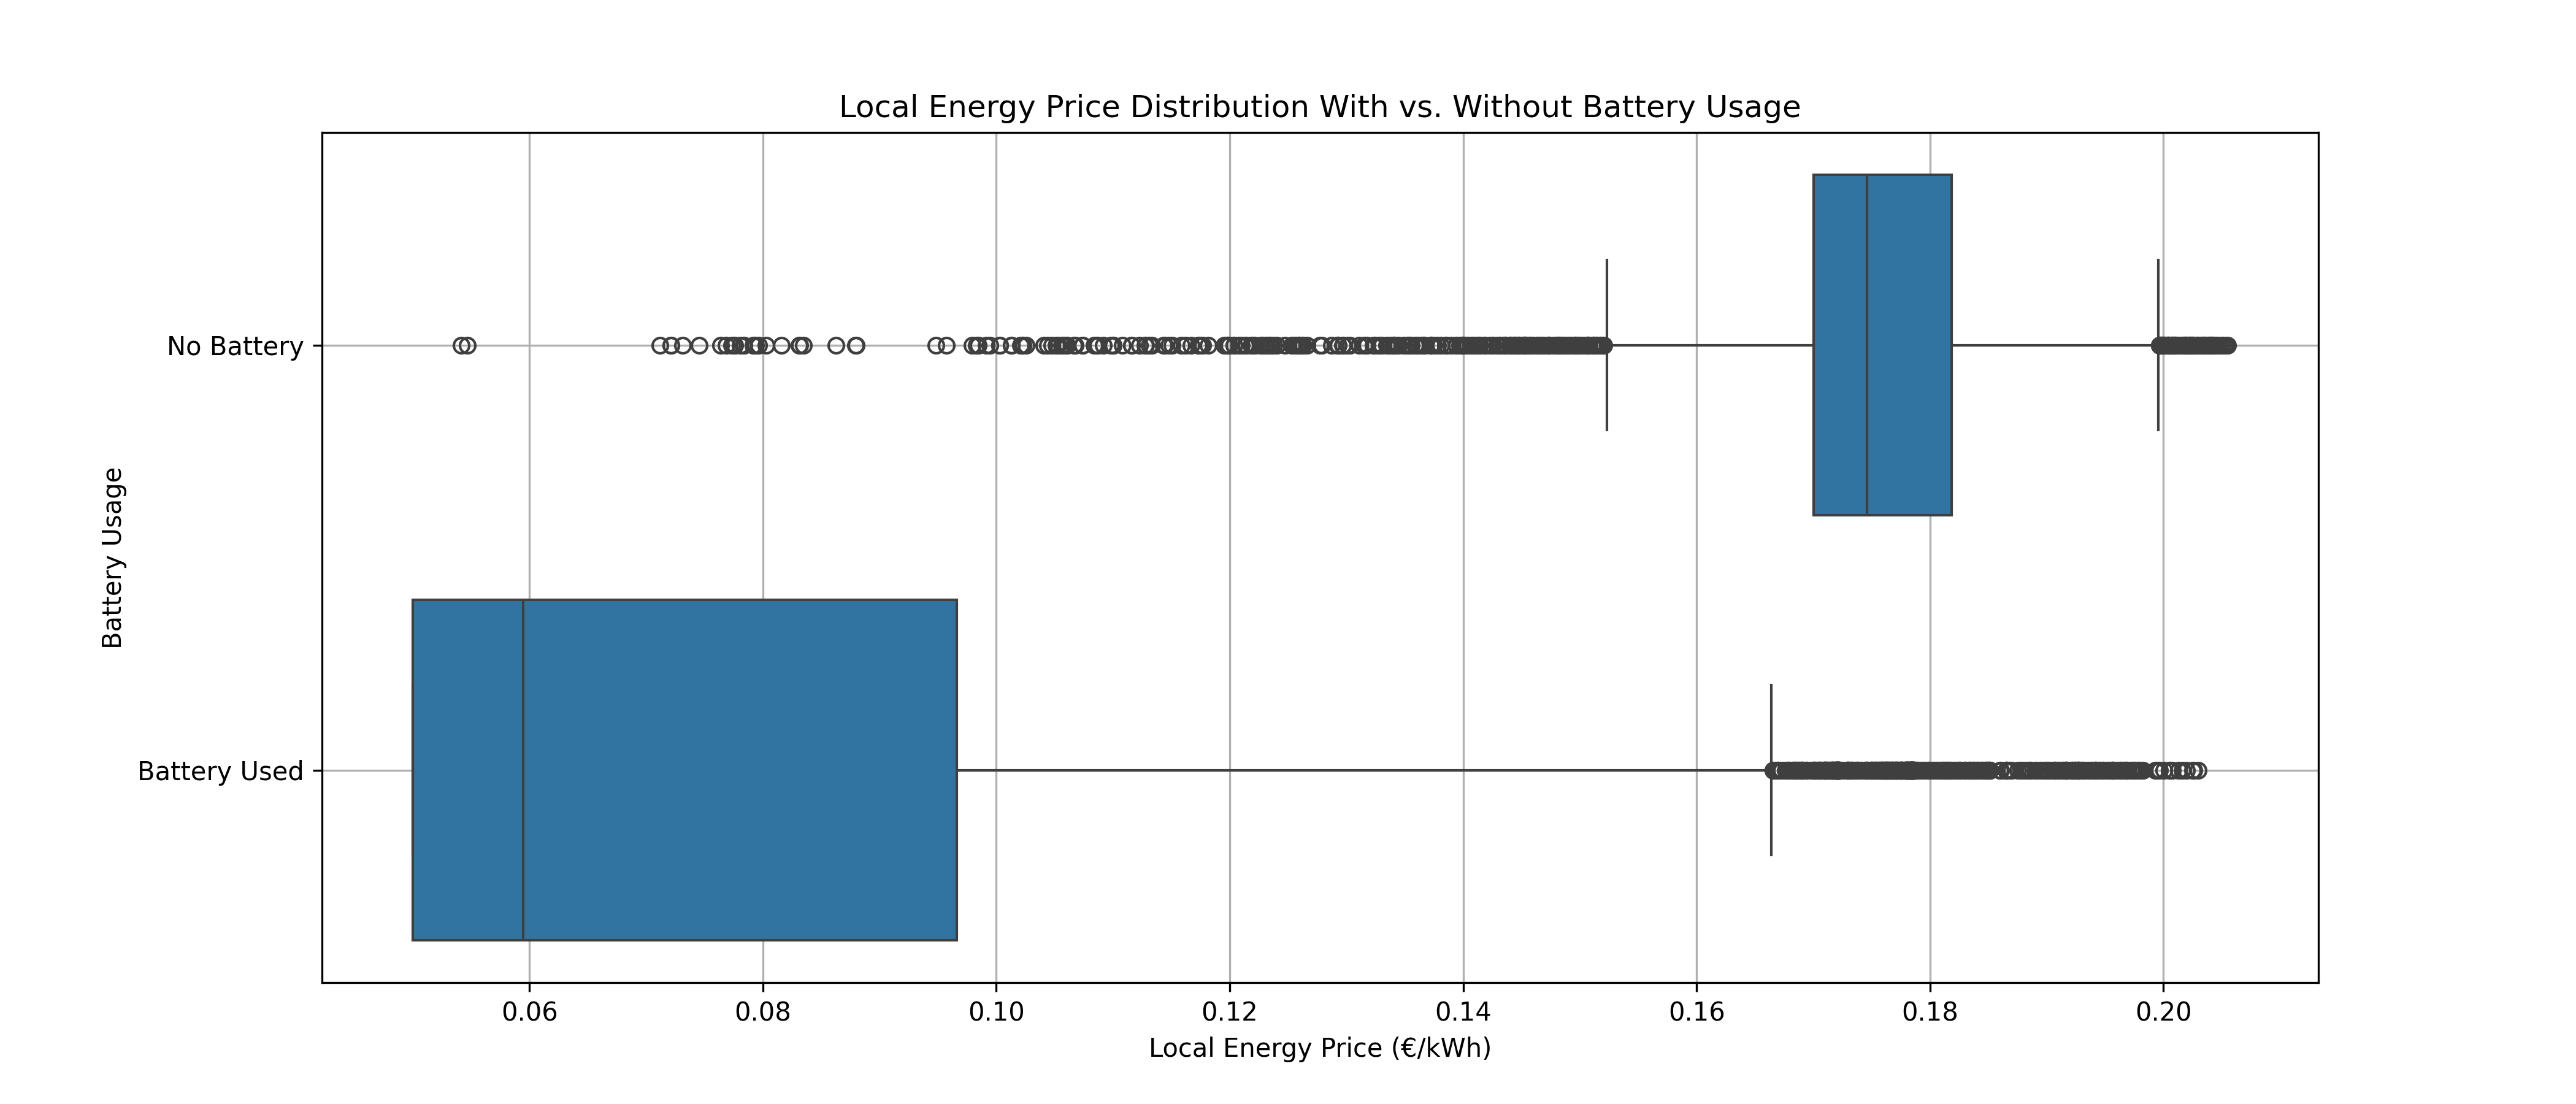 Local Energy Price Distribution With vs. Without Battery Usage
Battery Usage
No Battery
Battery Used
0.06 0.08 0.10 0.12 0.14 0.16 0.18 0.20
Local Energy Price (€/kWh)